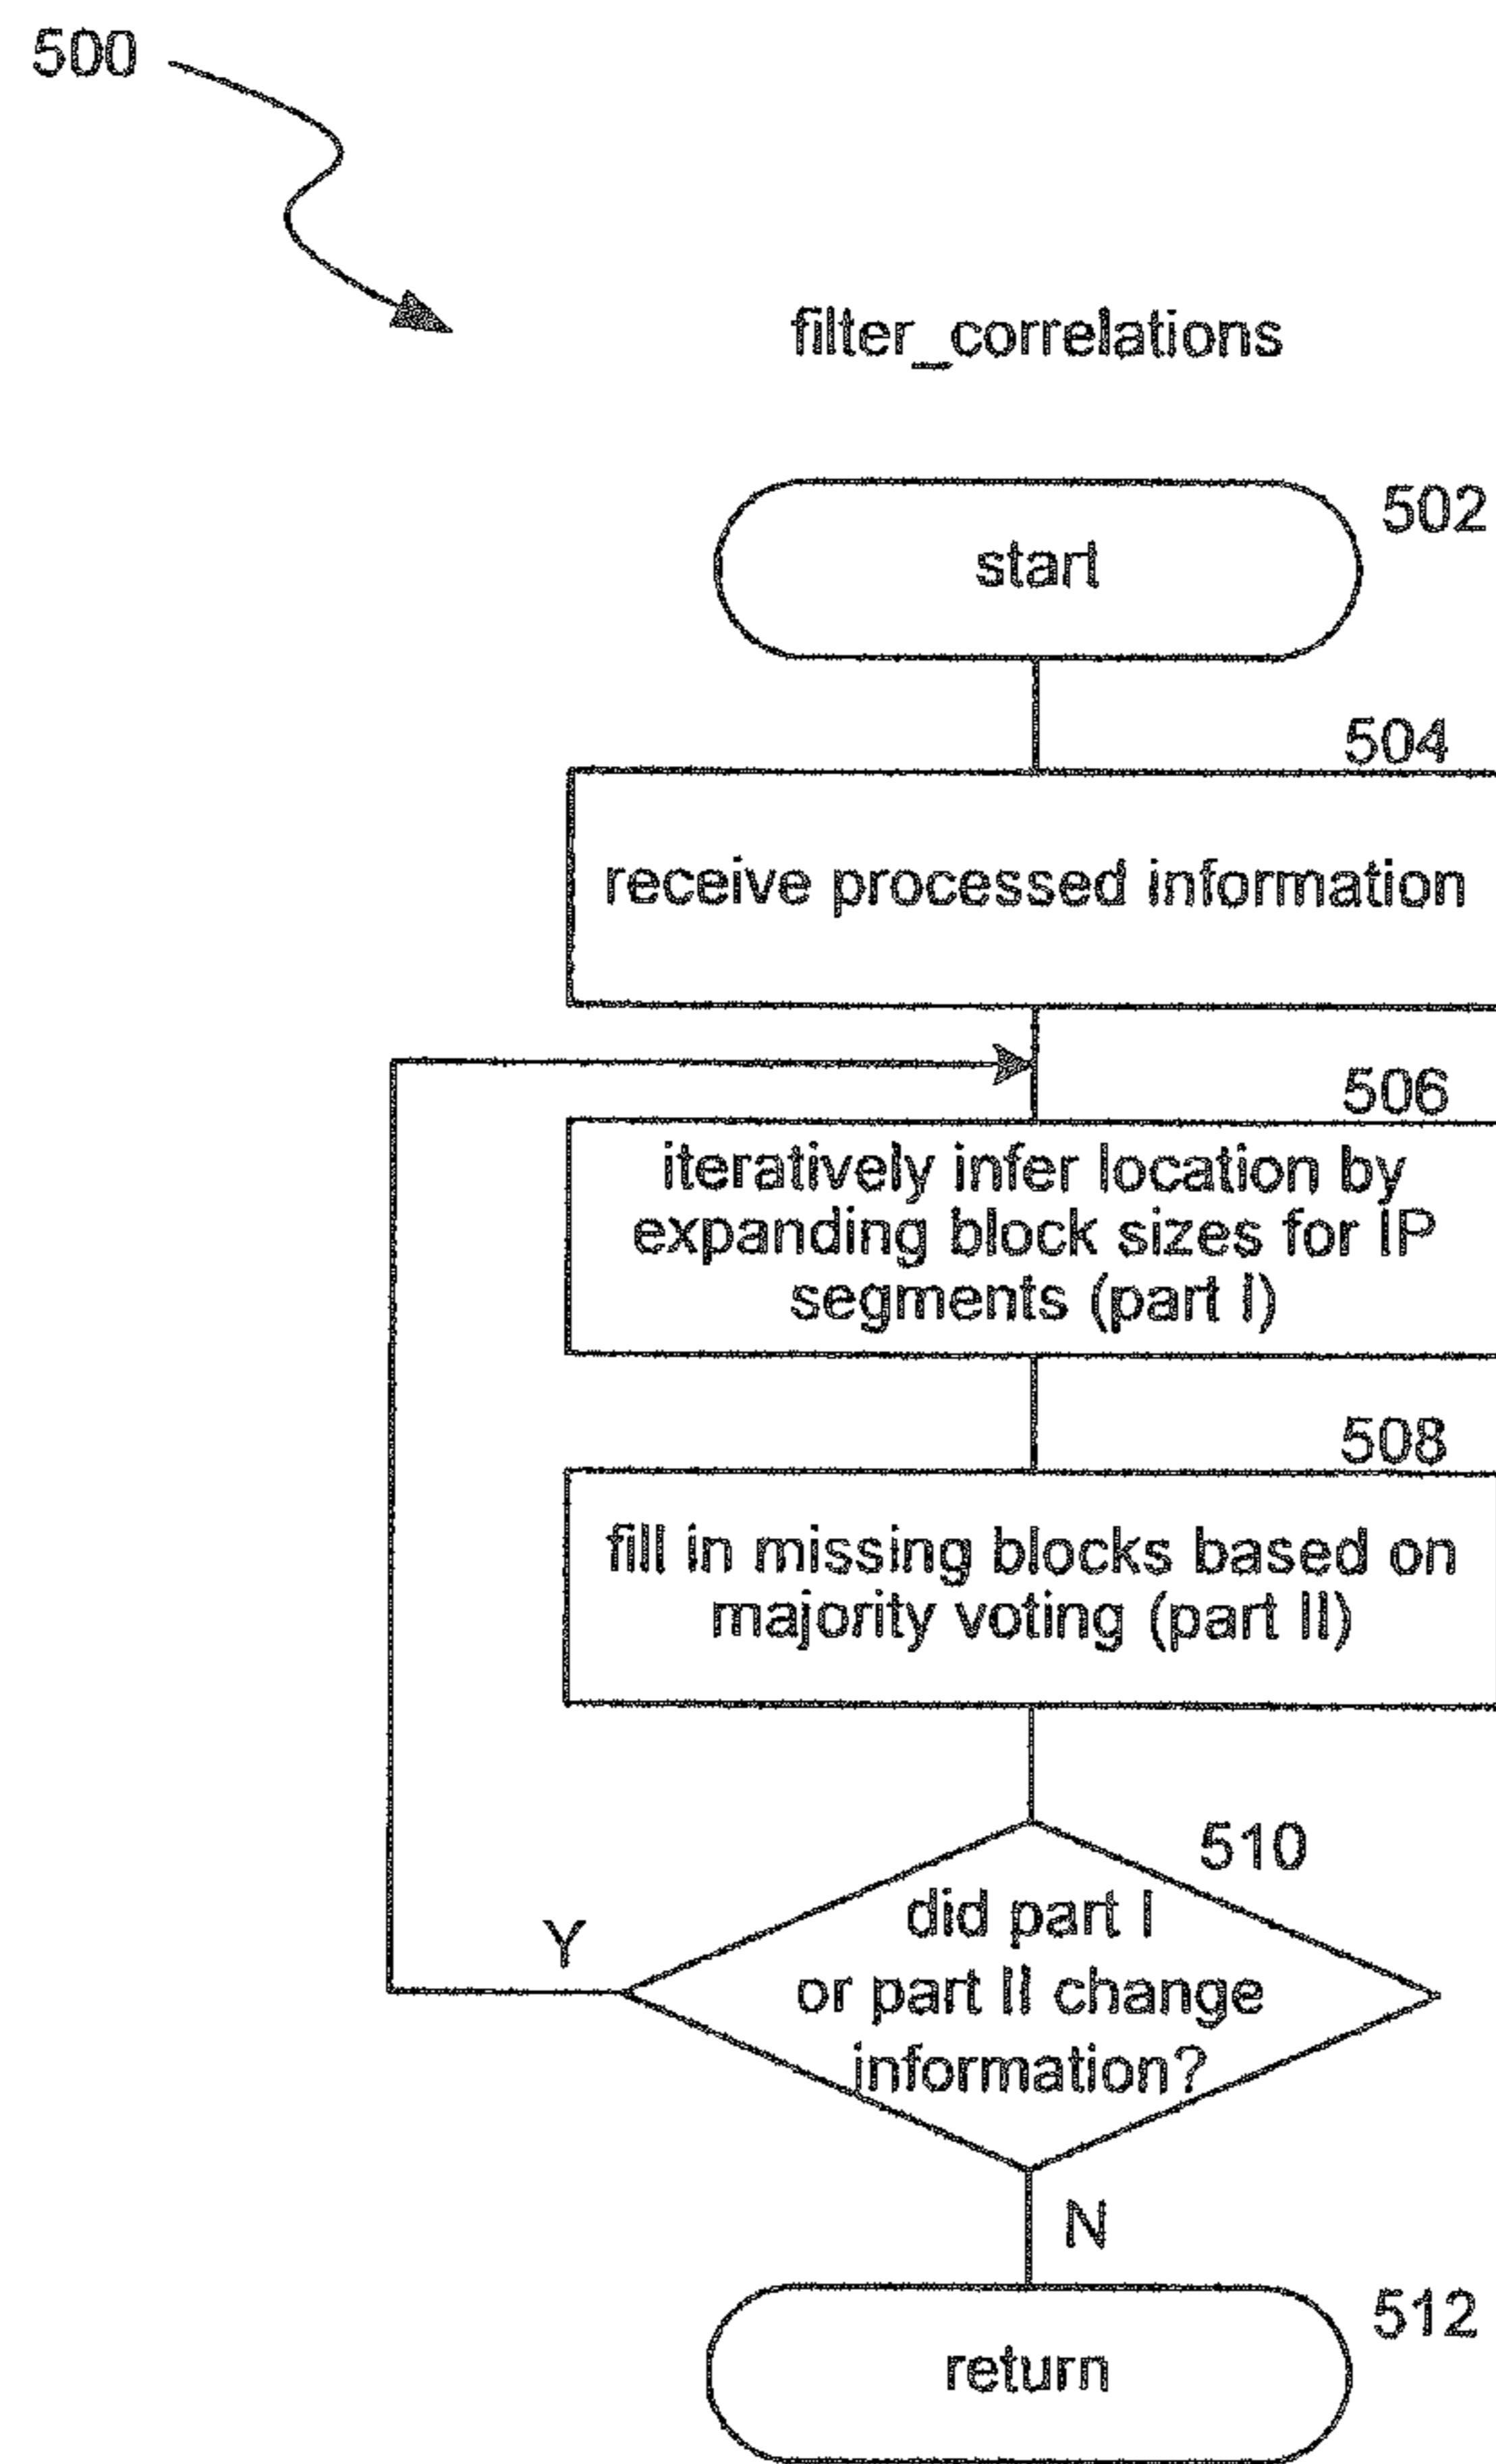 500
filter_correlations
502
start
504
receive processed information
506
iteratively infer location by
expanding block sizes for IP
segments (part I)
508
fill in missing blocks based on
majority voting (part II)
510
did part I
or part II change
information?
Y
N
512
return